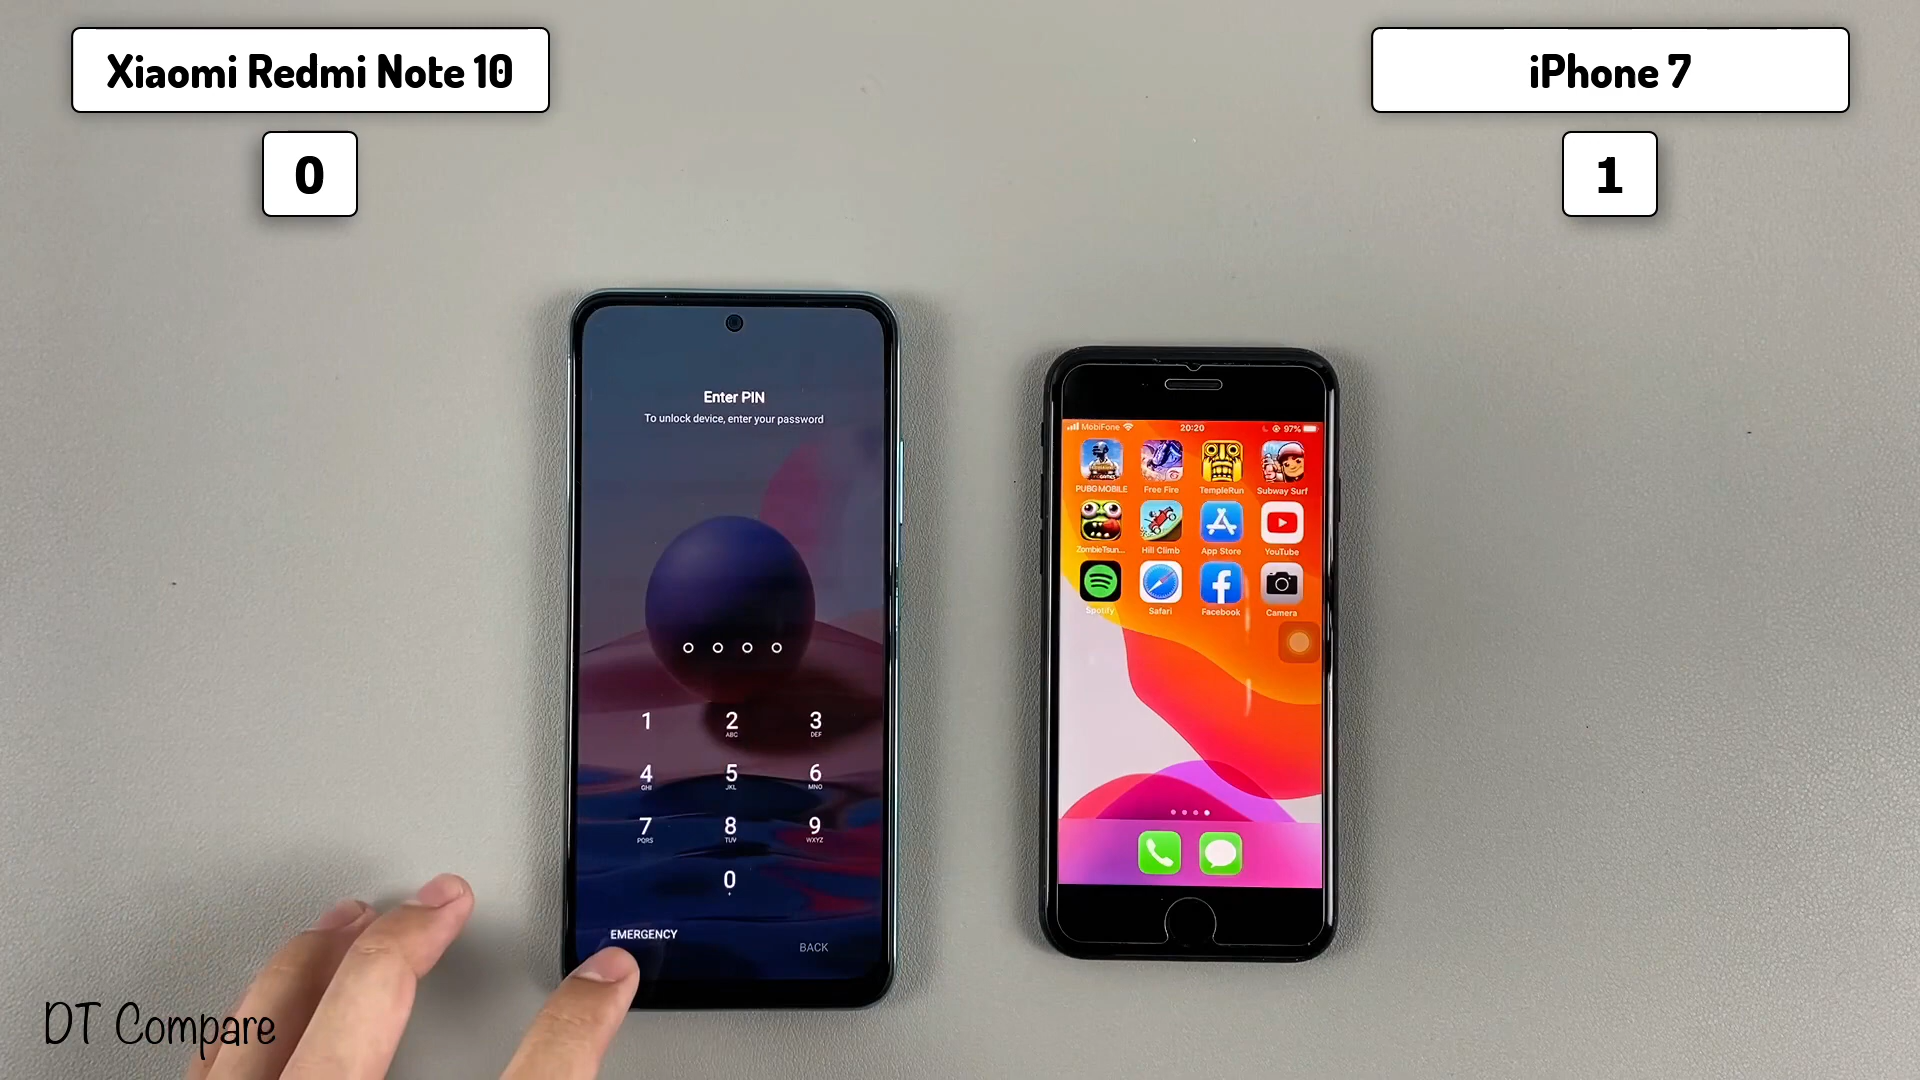 Xiaomi Redmi Note 10
iPhone 7
0
1
Enter PIN
To unlock device, enter your password
1
2
ABC
3
DEF
4
GHI
5
JKL
6
MNO
7
PQRS
8
TUV
9
WXYZ
0
+
EMERGENCY
BACK
MobiFone
20:20
97%
PUBG MOBILE
Free Fire
TempleRun
Subway Surf
ZombieTsun...
Hill Climb
App Store
YouTube
Spotify
Safari
Facebook
Camera
DT Compare